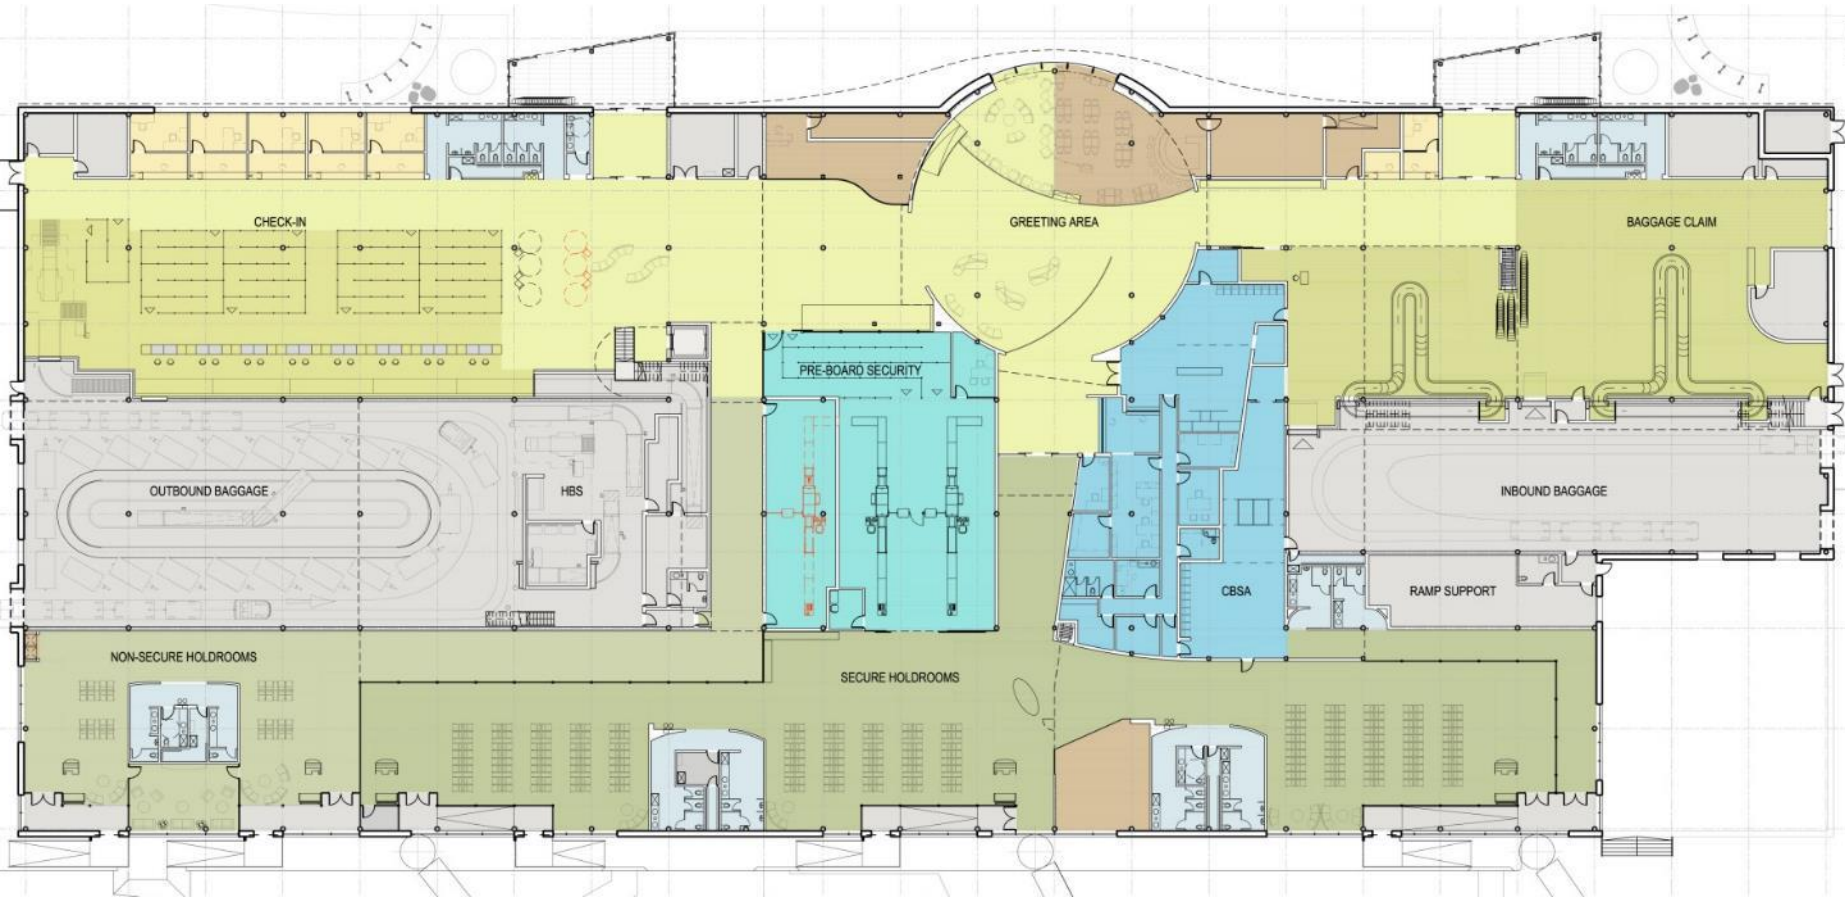 CHECK-IN
GREETING AREA
BAGGAGE CLAIM
PRE-BOARD SECURITY
OUTBOUND BAGGAGE
HBS
INBOUND BAGGAGE
CBSA
RAMP SUPPORT
NON-SECURE HOLDROOMS
SECURE HOLDROOMS